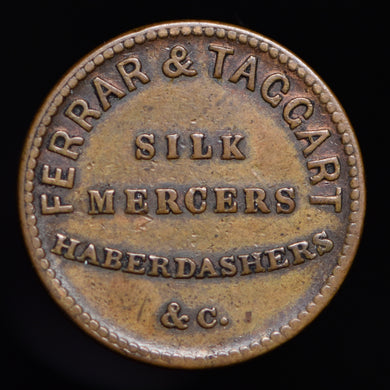 FERRAR & TAGGART
SILK
MERCERS
HABERDASHERS
& C.